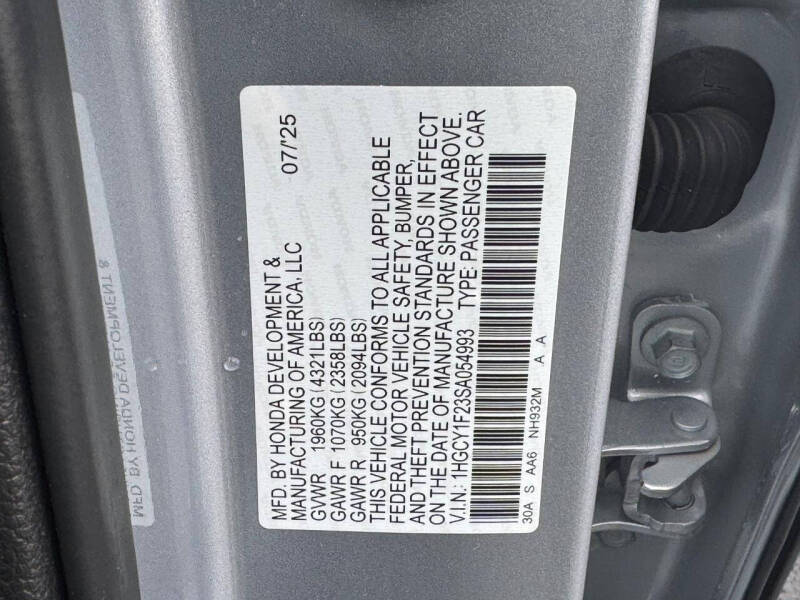 MFD. BY HONDA DEVELOPMENT & 07/'25
MANUFACTURING OF AMERICA, LLC
GVWR 1960KG (4321LBS)
GAWR F 1070KG (2358LBS)
GAWR R 950KG (2094LBS)
THIS VEHICLE CONFORMS TO ALL APPLICABLE
FEDERAL MOTOR VEHICLE SAFETY, BUMPER,
AND THEFT PREVENTION STANDARDS IN EFFECT
ON THE DATE OF MANUFACTURE SHOWN ABOVE.
V.I.N.: 1HGCY1F23SA054993 TYPE: PASSENGER CAR
30A S AA6 NH932M A A
MFD. BY HONDA DEVELOPMENT &